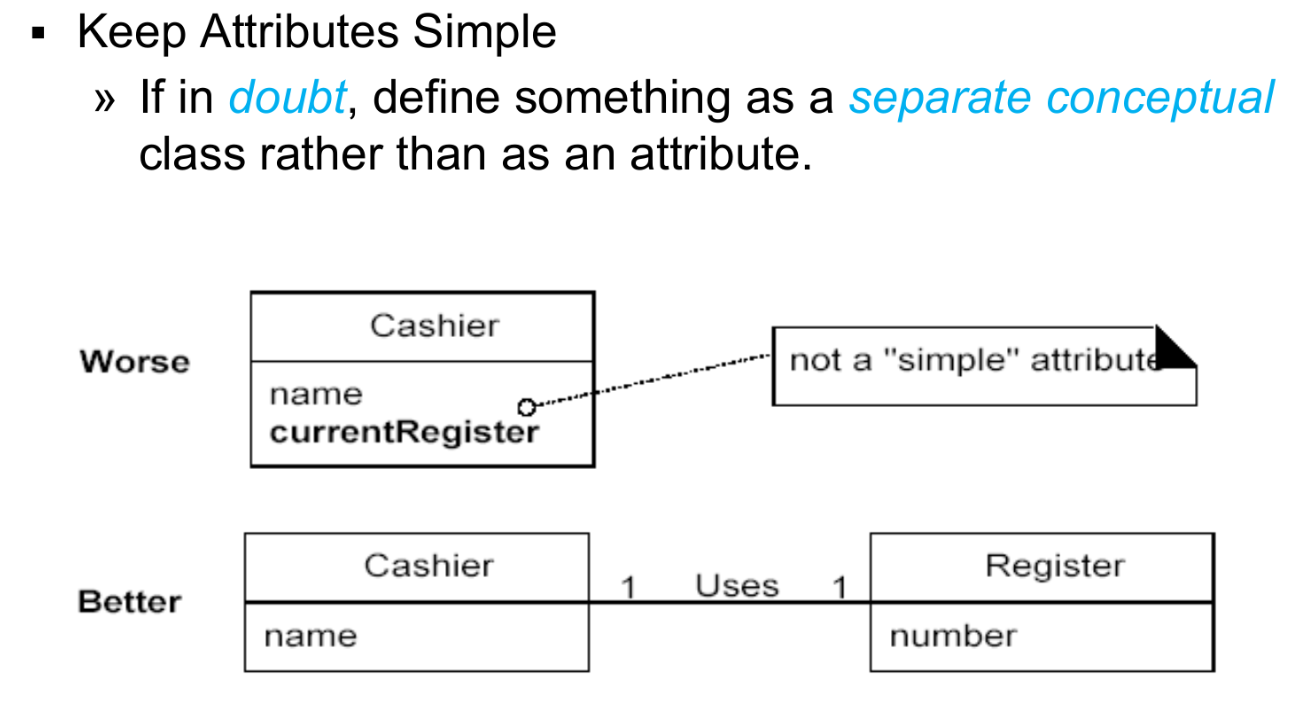 ▪ Keep Attributes Simple
» If in doubt, define something as a separate conceptual
class rather than as an attribute.
Cashier
Worse
not a "simple" attribute
name
currentRegister
Cashier
Register
1 Uses 1
Better
name
number